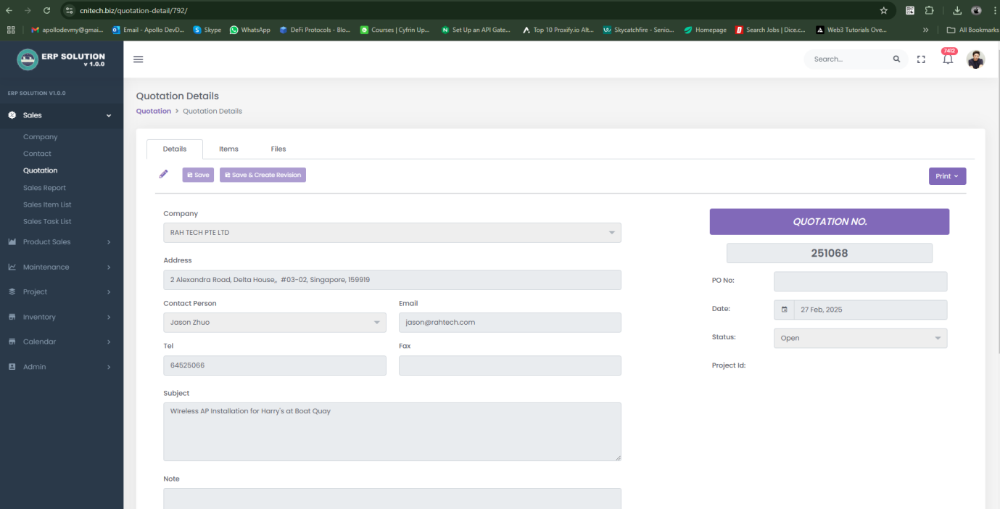 cnitech.biz/quotation-detail/792/
apollodevmy@gmai...
Email - Apollo DevD...
Skype
WhatsApp
DeFi Protocols - Blo...
Courses | Cyfrin Up...
Set Up an API Gate...
Top 10 Proxify.io Alt...
Skycatchfire - Senio...
Homepage
Search Jobs | Dice.c...
Web3 Tutorials Ove...
All Bookmarks
ERP SOLUTION
v 1.0.0
Search...
7412
ERP SOLUTION V1.0.0
Sales
Company
Contact
Quotation
Sales Report
Sales Item List
Sales Task List
Product Sales
Maintenance
Project
Inventory
Calendar
Admin
Quotation Details
Quotation > Quotation Details
Details
Items
Files
Save
Save & Create Revision
Print
Company
RAH TECH PTE LTD
Address
2 Alexandra Road, Delta House,, #03-02, Singapore, 159919
Contact Person
Jason Zhuo
Email
jason@rahtech.com
Tel
64525066
Fax
Subject
WIreless AP Installation for Harry's at Boat Quay
Note
QUOTATION NO.
251068
PO No:
Date:
27 Feb, 2025
Status:
Open
Project Id: